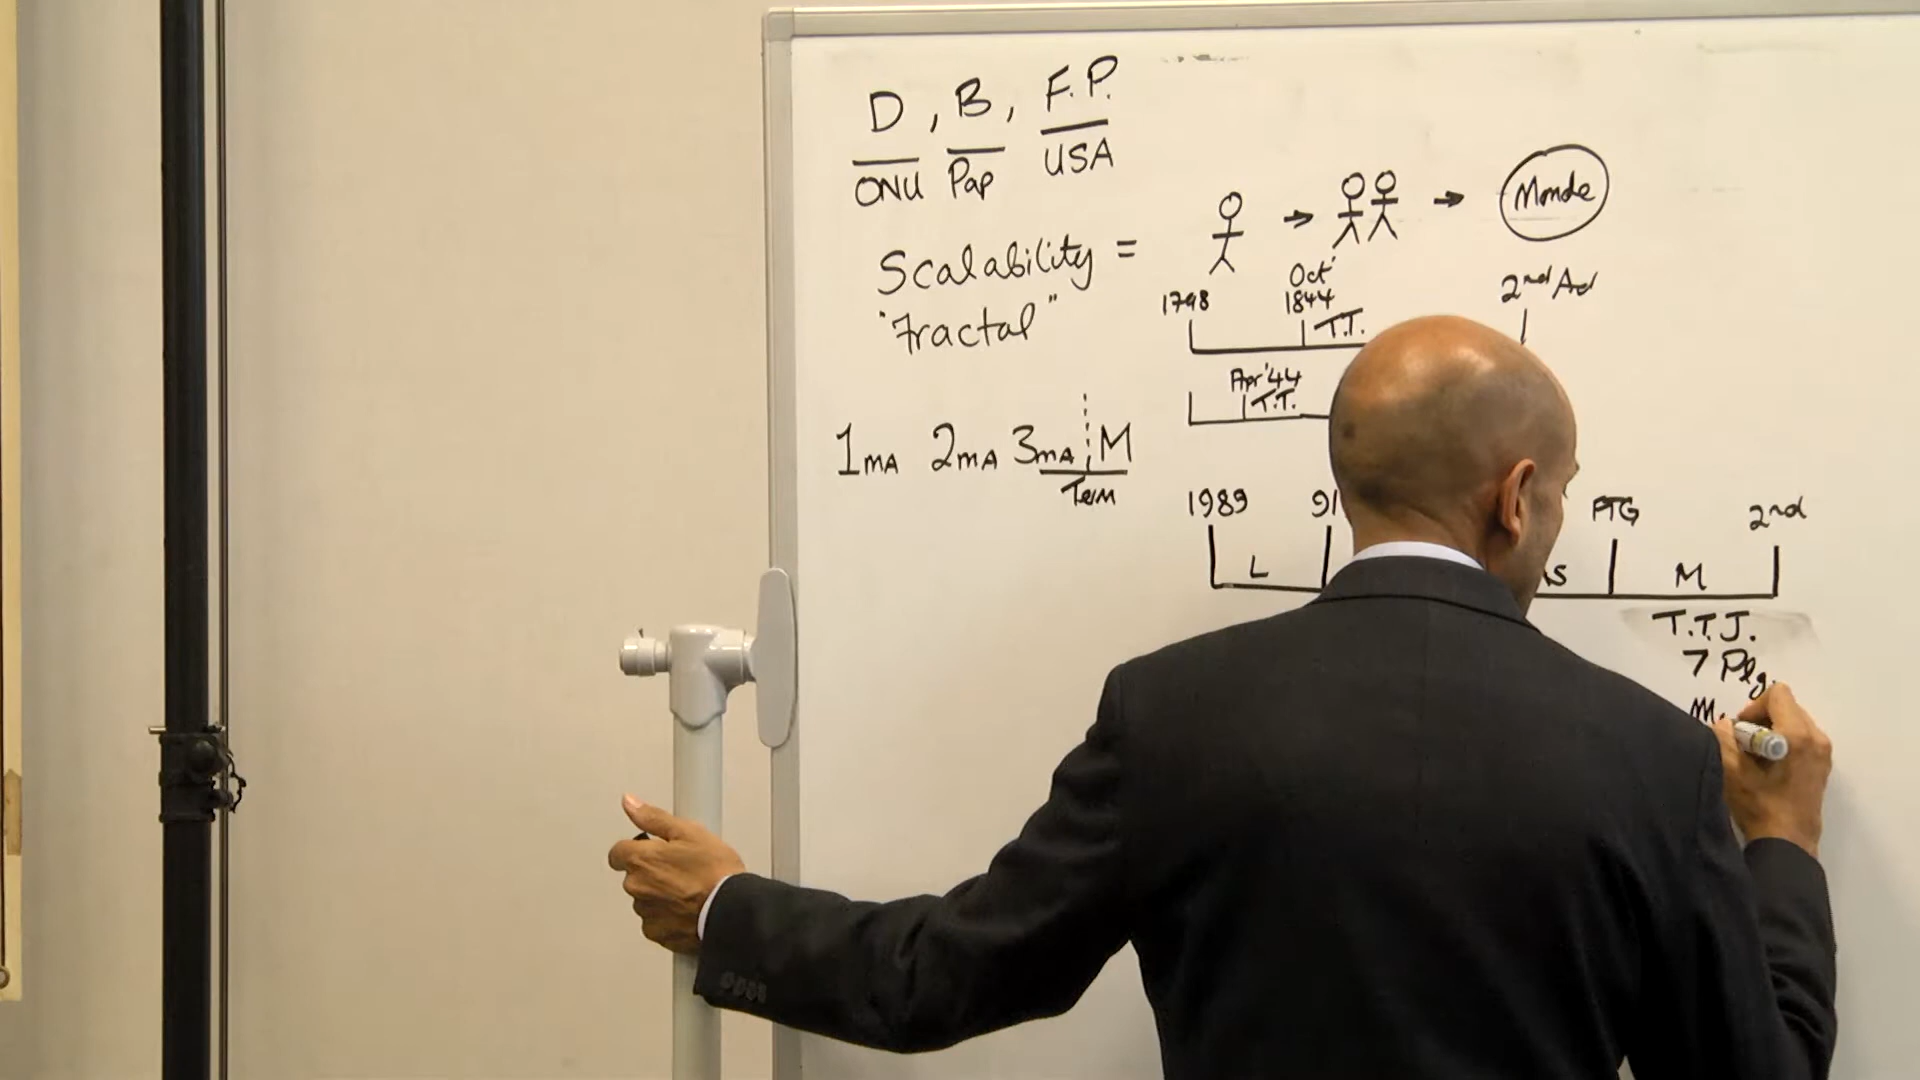 D, B, F.P.
ONU Pap USA
Monde
Scalability =
"Fractal"
Oct'
1798 1844 2nd Ad
T.T.
Apr '44
T.T.
1MA 2MA 3MA M
Term
1989 91 PTG 2nd
L S M
T.T.J.
7 Plg.
M.